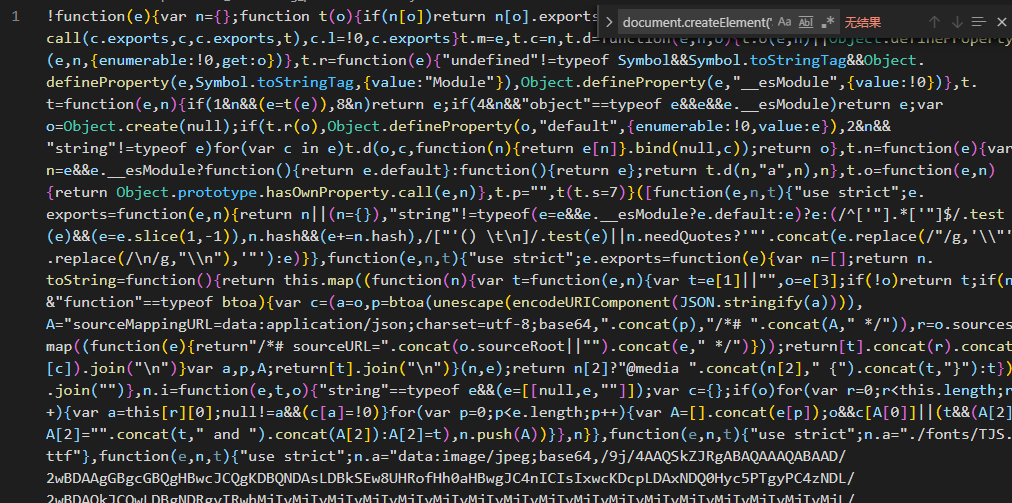 1
!function(e){var n={};function t(o){if(n[o])return n[o].exports
document.createElement(' Aa Abl .* 无结果
call(c.exports,c,c.exports,t),c.l=!0,c.exports}t.m=e,t.c=n,t.d=function(e,n,o){t.o(e,n)||Object.defineProperty
(e,n,{enumerable:!0,get:o})},t.r=function(e){"undefined"!=typeof Symbol&&Symbol.toStringTag&&Object.
defineProperty(e,Symbol.toStringTag,{value:"Module"}),Object.defineProperty(e,"__esModule",{value:!0})},t.
t=function(e,n){if(1&n&&(e=t(e)),8&n)return e;if(4&n&&"object"==typeof e&&e&&e.__esModule)return e;var
o=Object.create(null);if(t.r(o),Object.defineProperty(o,"default",{enumerable:!0,value:e}),2&n&&
"string"!=typeof e)for(var c in e)t.d(o,c,function(n){return e[n]}.bind(null,c));return o},t.n=function(e){var
n=e&&e.__esModule?function(){return e.default}:function(){return e};return t.d(n,"a",n),n},t.o=function(e,n)
{return Object.prototype.hasOwnProperty.call(e,n)},t.p="",t(t.s=7)}([function(e,n,t){"use strict";e.
exports=function(e,n){return n||(n={}),"string"!=typeof(e=e&&e.__esModule?e.default:e)?e:(/^['"].*['"]$/.test
(e)&&(e=e.slice(1,-1)),n.hash&&(e+=n.hash),/["'() \t\n]/.test(e)||n.needQuotes?'"'.concat(e.replace(/"/g,'\\"'
.replace(/\n/g,"\\n"),'"'):e)}},function(e,n,t){"use strict";e.exports=function(e){var n=[];return n.
toString=function(){return this.map((function(n){var t=function(e,n){var t=e[1]||"",o=e[3];if(!o)return t;if(n
&"function"==typeof btoa){var c=(a=o,p=btoa(unescape(encodeURIComponent(JSON.stringify(a)))),
A="sourceMappingURL=data:application/json;charset=utf-8;base64,".concat(p),"/*# ".concat(A," */")),r=o.sources
map((function(e){return"/*# sourceURL=".concat(o.sourceRoot||"").concat(e," */")}));return[t].concat(r).concat
[c]).join("\n")}var a,p,A;return[t].join("\n")}(n,e);return n[2]?"@media ".concat(n[2]," {").concat(t,"}"):t})
.join("")},n.i=function(e,t,o){"string"==typeof e&&(e=[[null,e,""]]);var c={};if(o)for(var r=0;r<this.length;r
+){var a=this[r][0];null!=a&&(c[a]=!0)}for(var p=0;p<e.length;p++){var A=[].concat(e[p]);o&&c[A[0]]||(t&&(A[2]
A[2]="".concat(t," and ").concat(A[2]):A[2]=t),n.push(A))}},n}},function(e,n,t){"use strict";n.a="./fonts/TJS.
ttf"},function(e,n,t){"use strict";n.a="data:image/jpeg;base64,/9j/4AAQSkZJRgABAQAAAQABAAD/
2wBDAAgGBgcGBQgHBwcJCQgKDBQNDAsLDBkSEw8UHRofHh0aHBwgJC4nICIsIxwcKDcpLDAxNDQ0Hyc5PTgyPC4zNDL/
2wBDAQkJCQwLDBgNDRgyIRwhMjIyMjIyMjIyMjIyMjIyMjIyMjIyMjIyMjIyMjIyMjIyMjIyMjIyMjIyMjIyMjIyMjL/